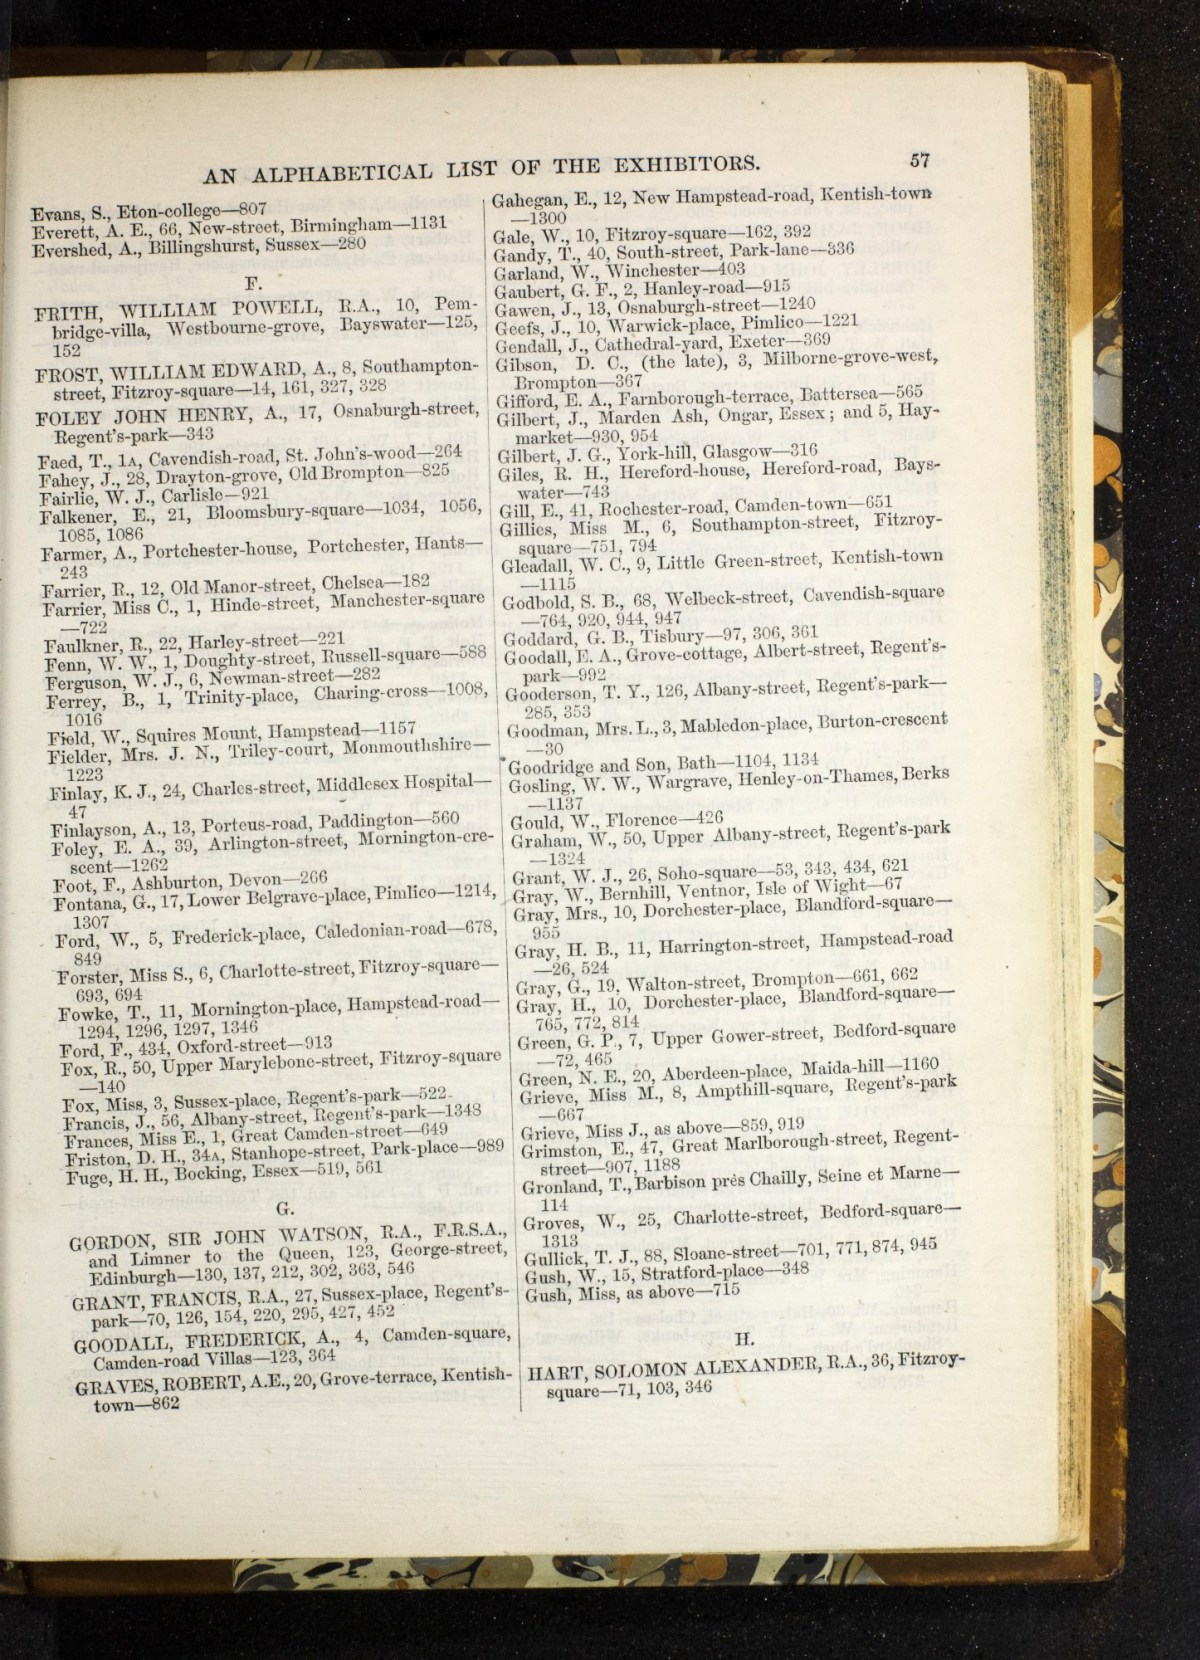 AN ALPHABETICAL LIST OF THE EXHIBITORS.
57
Evans, S., Eton-college—807
Everett, A. E., 66, New-street, Birmingham—1131
Evershed, A., Billingshurst, Sussex—280
F.
FRITH, WILLIAM POWELL, R.A., 10, Pem-
bridge-villa, Westbourne-grove, Bayswater—125,
152
FROST, WILLIAM EDWARD, A., 8, Southampton-
street, Fitzroy-square—14, 161, 327, 328
FOLEY JOHN HENRY, A., 17, Osnaburgh-street,
Regent's-park—343
Faed, T., 1A, Cavendish-road, St. John's-wood—264
Fahey, J., 28, Drayton-grove, Old Brompton—825
Fairlie, W. J., Carlisle—921
Falkener, E., 21, Bloomsbury-square—1034, 1056,
1085, 1086
Farmer, A., Portchester-house, Portchester, Hants—
243
Farrier, R., 12, Old Manor-street, Chelsea—182
Farrier, Miss C., 1, Hinde-street, Manchester-square
—722
Faulkner, R., 22, Harley-street—221
Fenn, W. W., 1, Doughty-street, Russell-square—588
Ferguson, W. J., 6, Newman-street—282
Ferrey, B., 1, Trinity-place, Charing-cross—1008,
1016
Field, W., Squires Mount, Hampstead—1157
Fielder, Mrs. J. N., Triley-court, Monmouthshire—
1223
Finlay, K. J., 24, Charles-street, Middlesex Hospital—
47
Finlayson, A., 13, Porteus-road, Paddington—560
Foley, E. A., 39, Arlington-street, Mornington-cre-
scent—1262
Foot, F., Ashburton, Devon—266
Fontana, G., 17, Lower Belgrave-place, Pimlico—1214,
1307
Ford, W., 5, Frederick-place, Caledonian-road—678,
849
Forster, Miss S., 6, Charlotte-street, Fitzroy-square—
693, 694
Fowke, T., 11, Mornington-place, Hampstead-road—
1294, 1296, 1297, 1346
Ford, F., 434, Oxford-street—913
Fox, R., 50, Upper Marylebone-street, Fitzroy-square
—140
Fox, Miss, 3, Sussex-place, Regent's-park—522
Francis, J., 56, Albany-street, Regent's-park—1348
Frances, Miss E., 1, Great Camden-street—649
Friston, D. H., 34A, Stanhope-street, Park-place—989
Fuge, H. H., Bocking, Essex—519, 561
G.
GORDON, SIR JOHN WATSON, R.A., F.R.S.A.,
and Limner to the Queen, 123, George-street,
Edinburgh—130, 137, 212, 302, 363, 546
GRANT, FRANCIS, R.A., 27, Sussex-place, Regent's-
park—70, 126, 154, 220, 295, 427, 452
GOODALL, FREDERICK, A., 4, Camden-square,
Camden-road Villas—123, 364
GRAVES, ROBERT, A.E., 20, Grove-terrace, Kentish-
town—862
Gahegan, E., 12, New Hampstead-road, Kentish-town
—1300
Gale, W., 10, Fitzroy-square—162, 392
Gandy, T., 40, South-street, Park-lane—336
Garland, W., Winchester—403
Gaubert, G. F., 2, Hanley-road—915
Gawen, J., 13, Osnaburgh-street—1240
Geefs, J., 10, Warwick-place, Pimlico—1221
Gendall, J., Cathedral-yard, Exeter—369
Gibson, D. C., (the late), 3, Milborne-grove-west,
Brompton—367
Gifford, E. A., Farnborough-terrace, Battersea—565
Gilbert, J., Marden Ash, Ongar, Essex; and 5, Hay-
market—930, 954
Gilbert, J. G., York-hill, Glasgow—316
Giles, R. H., Hereford-house, Hereford-road, Bays-
water—743
Gill, E., 41, Rochester-road, Camden-town—651
Gillies, Miss M., 6, Southampton-street, Fitzroy-
square—751, 794
Gleadall, W. C., 9, Little Green-street, Kentish-town
—1115
Godbold, S. B., 68, Welbeck-street, Cavendish-square
—764, 920, 944, 947
Goddard, G. B., Tisbury—97, 306, 361
Goodall, E. A., Grove-cottage, Albert-street, Regent's-
park—992
Gooderson, T. Y., 126, Albany-street, Regent's-park—
285, 353
Goodman, Mrs. L., 3, Mabledon-place, Burton-crescent
—30
Goodridge and Son, Bath—1104, 1134
Gosling, W. W., Wargrave, Henley-on-Thames, Berks
—1137
Gould, W., Florence—426
Graham, W., 50, Upper Albany-street, Regent's-park
—1324
Grant, W. J., 26, Soho-square—53, 343, 434, 621
Gray, W., Bernhill, Ventnor, Isle of Wight—67
Gray, Mrs., 10, Dorchester-place, Blandford-square—
955
Gray, H. B., 11, Harrington-street, Hampstead-road
—26, 524
Gray, G., 19, Walton-street, Brompton—661, 662
Gray, H., 10, Dorchester-place, Blandford-square—
765, 772, 814
Green, G. P., 7, Upper Gower-street, Bedford-square
—72, 465
Green, N. E., 20, Aberdeen-place, Maida-hill—1160
Grieve, Miss M., 8, Ampthill-square, Regent's-park
—667
Grieve, Miss J., as above—859, 919
Grimston, E., 47, Great Marlborough-street, Regent-
street—907, 1188
Gronland, T., Barbison près Chailly, Seine et Marne—
114
Groves, W., 25, Charlotte-street, Bedford-square—
1313
Gullick, T. J., 88, Sloane-street—701, 771, 874, 945
Gush, W., 15, Stratford-place—348
Gush, Miss, as above—715
H.
HART, SOLOMON ALEXANDER, R.A., 36, Fitzroy-
square—71, 103, 346